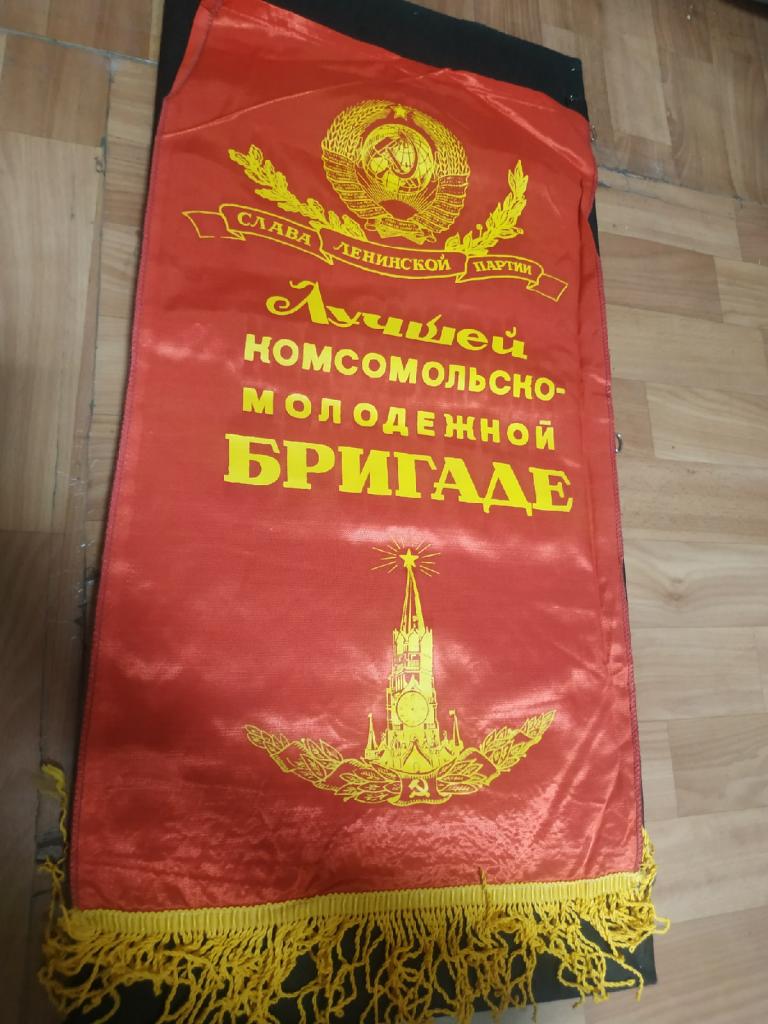 СЛАВА ЛЕНИНСКОЙ ПАРТИИ
Лучшей
КОМСОМОЛЬСКО-
МОЛОДЕЖНОЙ
БРИГАДЕ